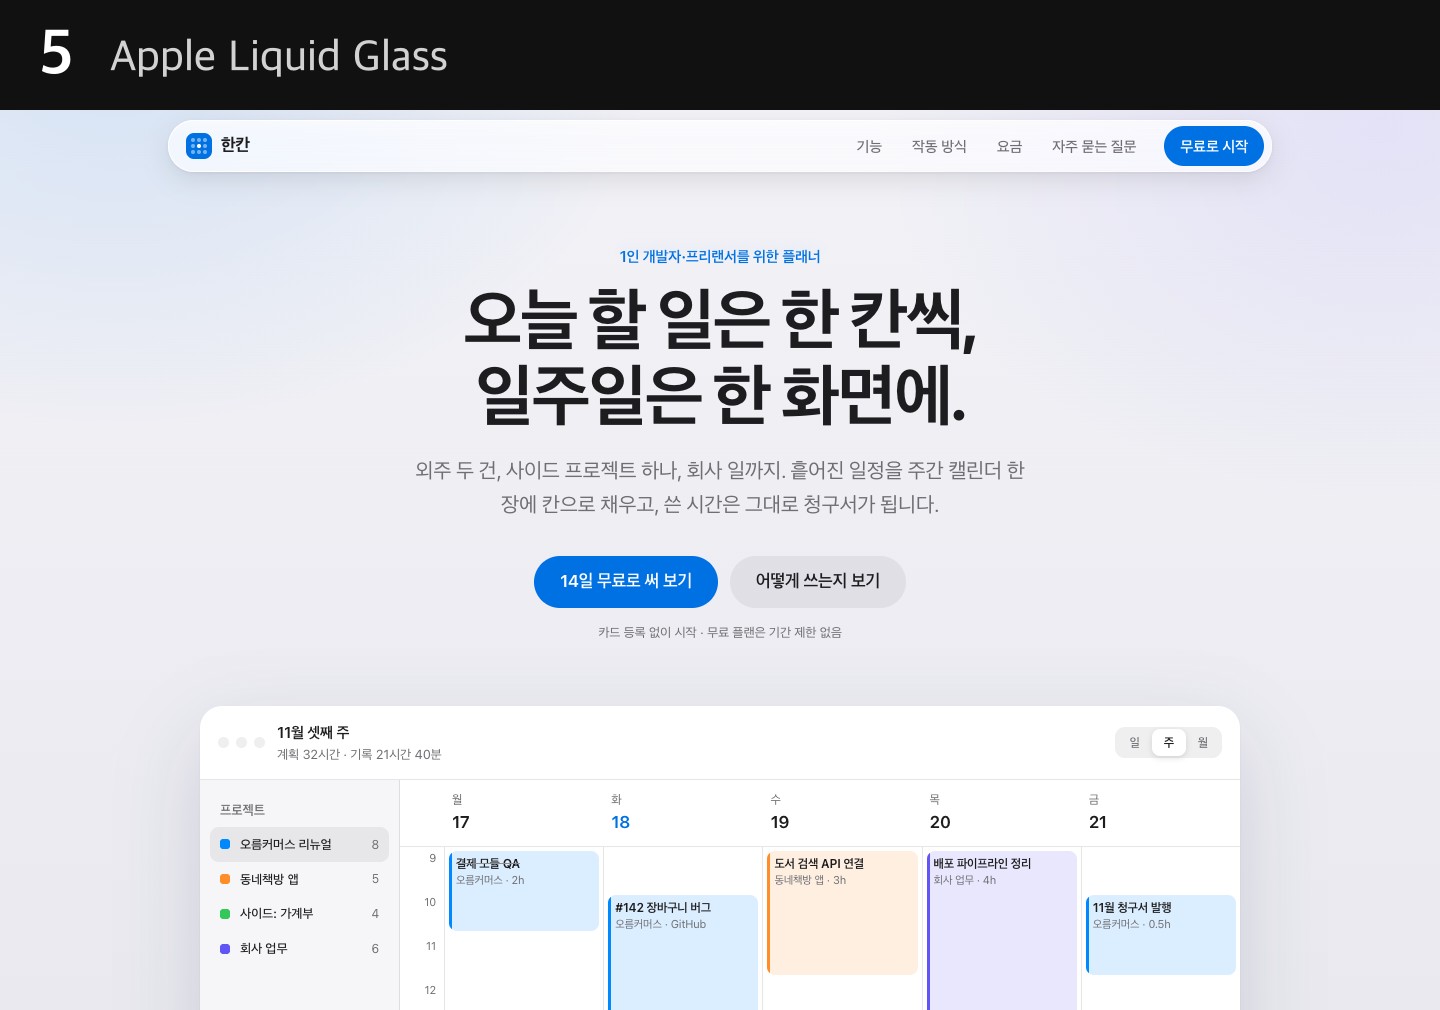 5 Apple Liquid Glass
한칸 기능 작동 방식 요금 자주 묻는 질문 무료로 시작
1인 개발자·프리랜서를 위한 플래너
오늘 할 일은 한 칸씩,
일주일은 한 화면에.
외주 두 건, 사이드 프로젝트 하나, 회사 일까지. 흩어진 일정을 주간 캘린더 한
장에 칸으로 채우고, 쓴 시간은 그대로 청구서가 됩니다.
14일 무료로 써 보기 어떻게 쓰는지 보기
카드 등록 없이 시작 · 무료 플랜은 기간 제한 없음
11월 셋째 주
계획 32시간 · 기록 21시간 40분
일 주 월
프로젝트
오름커머스 리뉴얼 8
동네책방 앱 5
사이드: 가계부 4
회사 업무 6
월 화 수 목 금
17 18 19 20 21
9
10
11
12
결제 모듈 QA
오름커머스 · 2h
#142 장바구니 버그
오름커머스 · GitHub
도서 검색 API 연결
동네책방 앱 · 3h
배포 파이프라인 정리
회사 업무 · 4h
11월 청구서 발행
오름커머스 · 0.5h